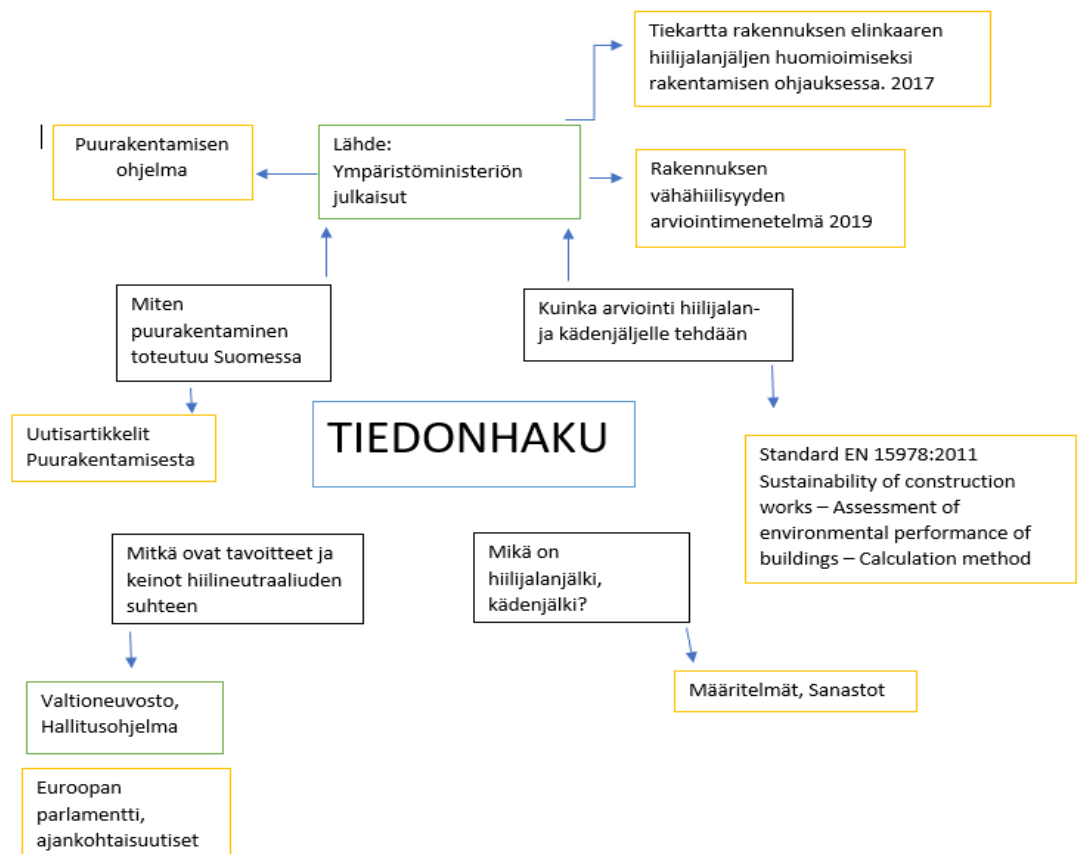 Tiekartta rakennuksen elinkaaren
hiilijalanjäljen huomioimiseksi
rakentamisen ohjauksessa. 2017
Puurakentamisen
ohjelma
Lähde:
Ympäristöministeriön
julkaisut
Rakennuksen
vähähiilisyyden
arviointimenetelmä 2019
Miten
puurakentaminen
toteutuu Suomessa
Kuinka arviointi hiilijalan-
ja kädenjäljelle tehdään
Uutisartikkelit
Puurakentamisesta
TIEDONHAKU
Standard EN 15978:2011
Sustainability of construction
works – Assessment of
environmental performance of
buildings – Calculation method
Mitkä ovat tavoitteet ja
keinot hiilineutraaliuden
suhteen
Mikä on
hiilijalanjälki,
kädenjälki?
Määritelmät, Sanastot
Valtioneuvosto,
Hallitusohjelma
Euroopan
parlamentti,
ajankohtaisuutiset